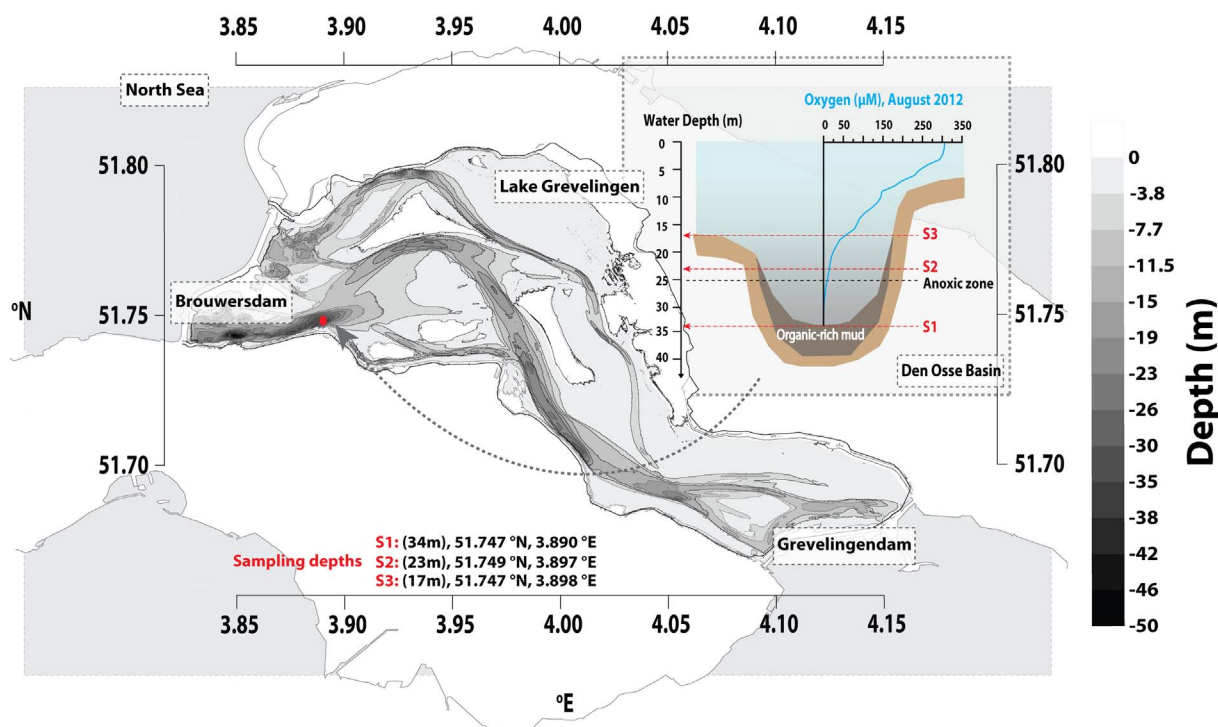 3.85 3.90 3.95 4.00 4.05 4.10 4.15
North Sea
Oxygen (µM), August 2012
Water Depth (m)
0 50 150 250 350
0
5
10
15
20
25
30
35
40
S3
S2
Anoxic zone
S1
Organic-rich mud
Den Osse Basin
51.80
51.75
51.70
ºN
Lake Grevelingen
Brouwersdam
Grevelingendam
51.80
51.75
51.70
0
-3.8
-7.7
-11.5
-15
-19
-23
-26
-30
-34
-38
-42
-46
-50
Depth (m)
Sampling depths
S1: (34m), 51.747 °N, 3.890 °E
S2: (23m), 51.749 °N, 3.897 °E
S3: (17m), 51.747 °N, 3.898 °E
3.85 3.90 3.95 4.00 4.05 4.10 4.15
ºE